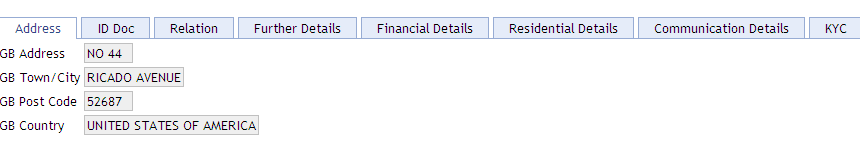 Address ID Doc Relation Further Details Financial Details Residential Details Communication Details KYC
GB Address NO 44
GB Town/City RICADO AVENUE
GB Post Code 52687
GB Country UNITED STATES OF AMERICA